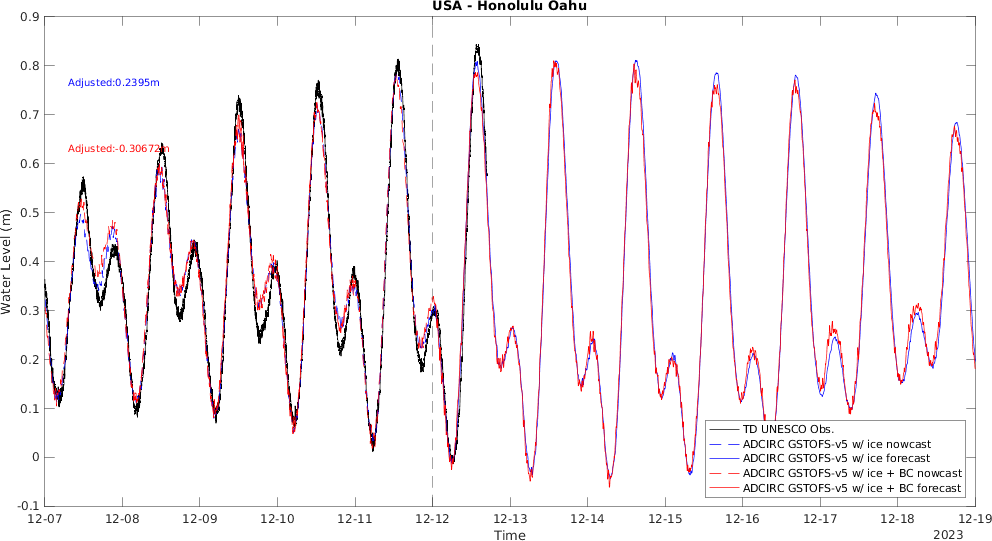 USA - Honolulu Oahu
0.9
0.8
0.7
0.6
0.5
0.4
0.3
0.2
0.1
0
-0.1
Water Level (m)
Adjusted:0.2395m
Adjusted:-0.30672m
TD UNESCO Obs.
ADCIRC GSTOFS-v5 w/ ice nowcast
ADCIRC GSTOFS-v5 w/ ice forecast
ADCIRC GSTOFS-v5 w/ ice + BC nowcast
ADCIRC GSTOFS-v5 w/ ice + BC forecast
12-07 12-08 12-09 12-10 12-11 12-12 12-13 12-14 12-15 12-16 12-17 12-18 12-19
Time
2023